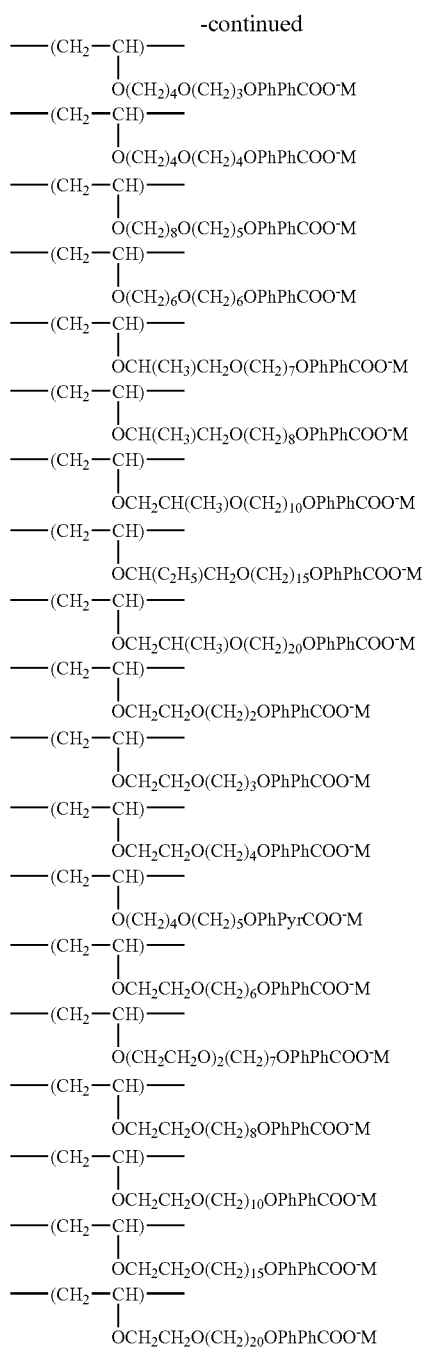 -continued
—(CH₂—CH)—
O(CH₂)₄O(CH₂)₃OPhPhCOO⁻M
—(CH₂—CH)—
O(CH₂)₄O(CH₂)₄OPhPhCOO⁻M
—(CH₂—CH)—
O(CH₂)₈O(CH₂)₅OPhPhCOO⁻M
—(CH₂—CH)—
O(CH₂)₆O(CH₂)₆OPhPhCOO⁻M
—(CH₂—CH)—
OCH(CH₃)CH₂O(CH₂)₇OPhPhCOO⁻M
—(CH₂—CH)—
OCH(CH₃)CH₂O(CH₂)₈OPhPhCOO⁻M
—(CH₂—CH)—
OCH₂CH(CH₃)O(CH₂)₁₀OPhPhCOO⁻M
—(CH₂—CH)—
OCH(C₂H₅)CH₂O(CH₂)₁₅OPhPhCOO⁻M
—(CH₂—CH)—
OCH₂CH(CH₃)O(CH₂)₂₀OPhPhCOO⁻M
—(CH₂—CH)—
OCH₂CH₂O(CH₂)₂OPhPhCOO⁻M
—(CH₂—CH)—
OCH₂CH₂O(CH₂)₃OPhPhCOO⁻M
—(CH₂—CH)—
OCH₂CH₂O(CH₂)₄OPhPhCOO⁻M
—(CH₂—CH)—
O(CH₂)₄O(CH₂)₅OPhPyrCOO⁻M
—(CH₂—CH)—
OCH₂CH₂O(CH₂)₆OPhPhCOO⁻M
—(CH₂—CH)—
O(CH₂CH₂O)₂(CH₂)₇OPhPhCOO⁻M
—(CH₂—CH)—
OCH₂CH₂O(CH₂)₈OPhPhCOO⁻M
—(CH₂—CH)—
OCH₂CH₂O(CH₂)₁₀OPhPhCOO⁻M
—(CH₂—CH)—
OCH₂CH₂O(CH₂)₁₅OPhPhCOO⁻M
—(CH₂—CH)—
OCH₂CH₂O(CH₂)₂₀OPhPhCOO⁻M